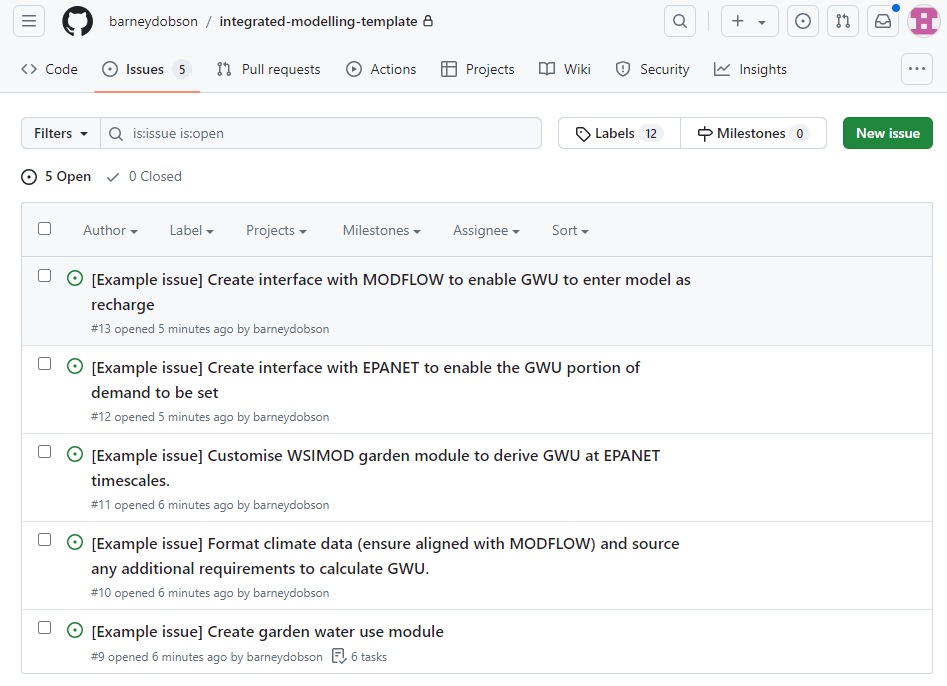 barneydobson / integrated-modelling-template
Code Issues 5 Pull requests Actions Projects Wiki Security Insights
Filters is:issue is:open Labels 12 Milestones 0 New issue
5 Open 0 Closed
Author Label Projects Milestones Assignee Sort
[Example issue] Create interface with MODFLOW to enable GWU to enter model as
recharge
#13 opened 5 minutes ago by barneydobson
[Example issue] Create interface with EPANET to enable the GWU portion of
demand to be set
#12 opened 5 minutes ago by barneydobson
[Example issue] Customise WSIMOD garden module to derive GWU at EPANET
timescales.
#11 opened 6 minutes ago by barneydobson
[Example issue] Format climate data (ensure aligned with MODFLOW) and source
any additional requirements to calculate GWU.
#10 opened 6 minutes ago by barneydobson
[Example issue] Create garden water use module
#9 opened 6 minutes ago by barneydobson 6 tasks